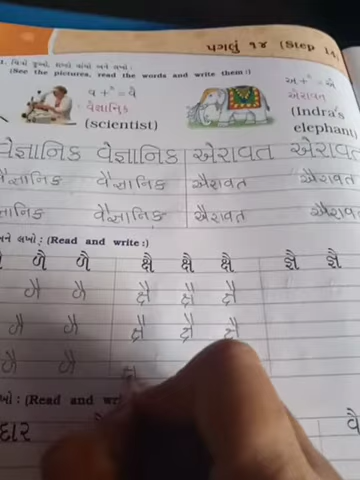 પગલું ૧૪ (Step 14)
૧. ચિત્રો જુઓ, શબ્દો વાંચો અને લખો :
(See the pictures, read the words and write them :)
વ + ૈ = વૈ
વૈજ્ઞાનિક
(scientist)
અ + ૈ = ઐ
ઐરાવત
(Indra's
elephant)
વૈજ્ઞાનિક વૈજ્ઞાનિક ઐરાવત ઐરાવત
વૈજ્ઞાનિક વૈજ્ઞાનિક ઐરાવત ઐરાવત
વૈજ્ઞાનિક ઐરાવત ઐરાવત
અને લખો : (Read and write :)
ળૈ ળૈ ક્ષૈ ક્ષૈ ક્ષૈ જ્ઞૈ જ્ઞૈ
ળૈ ળૈ ક્ષૈ ક્ષૈ ક્ષૈ
ળૈ ળૈ ક્ષૈ ક્ષૈ ક્ષૈ
ળૈ ળૈ
(Read and
દાર
વૈ